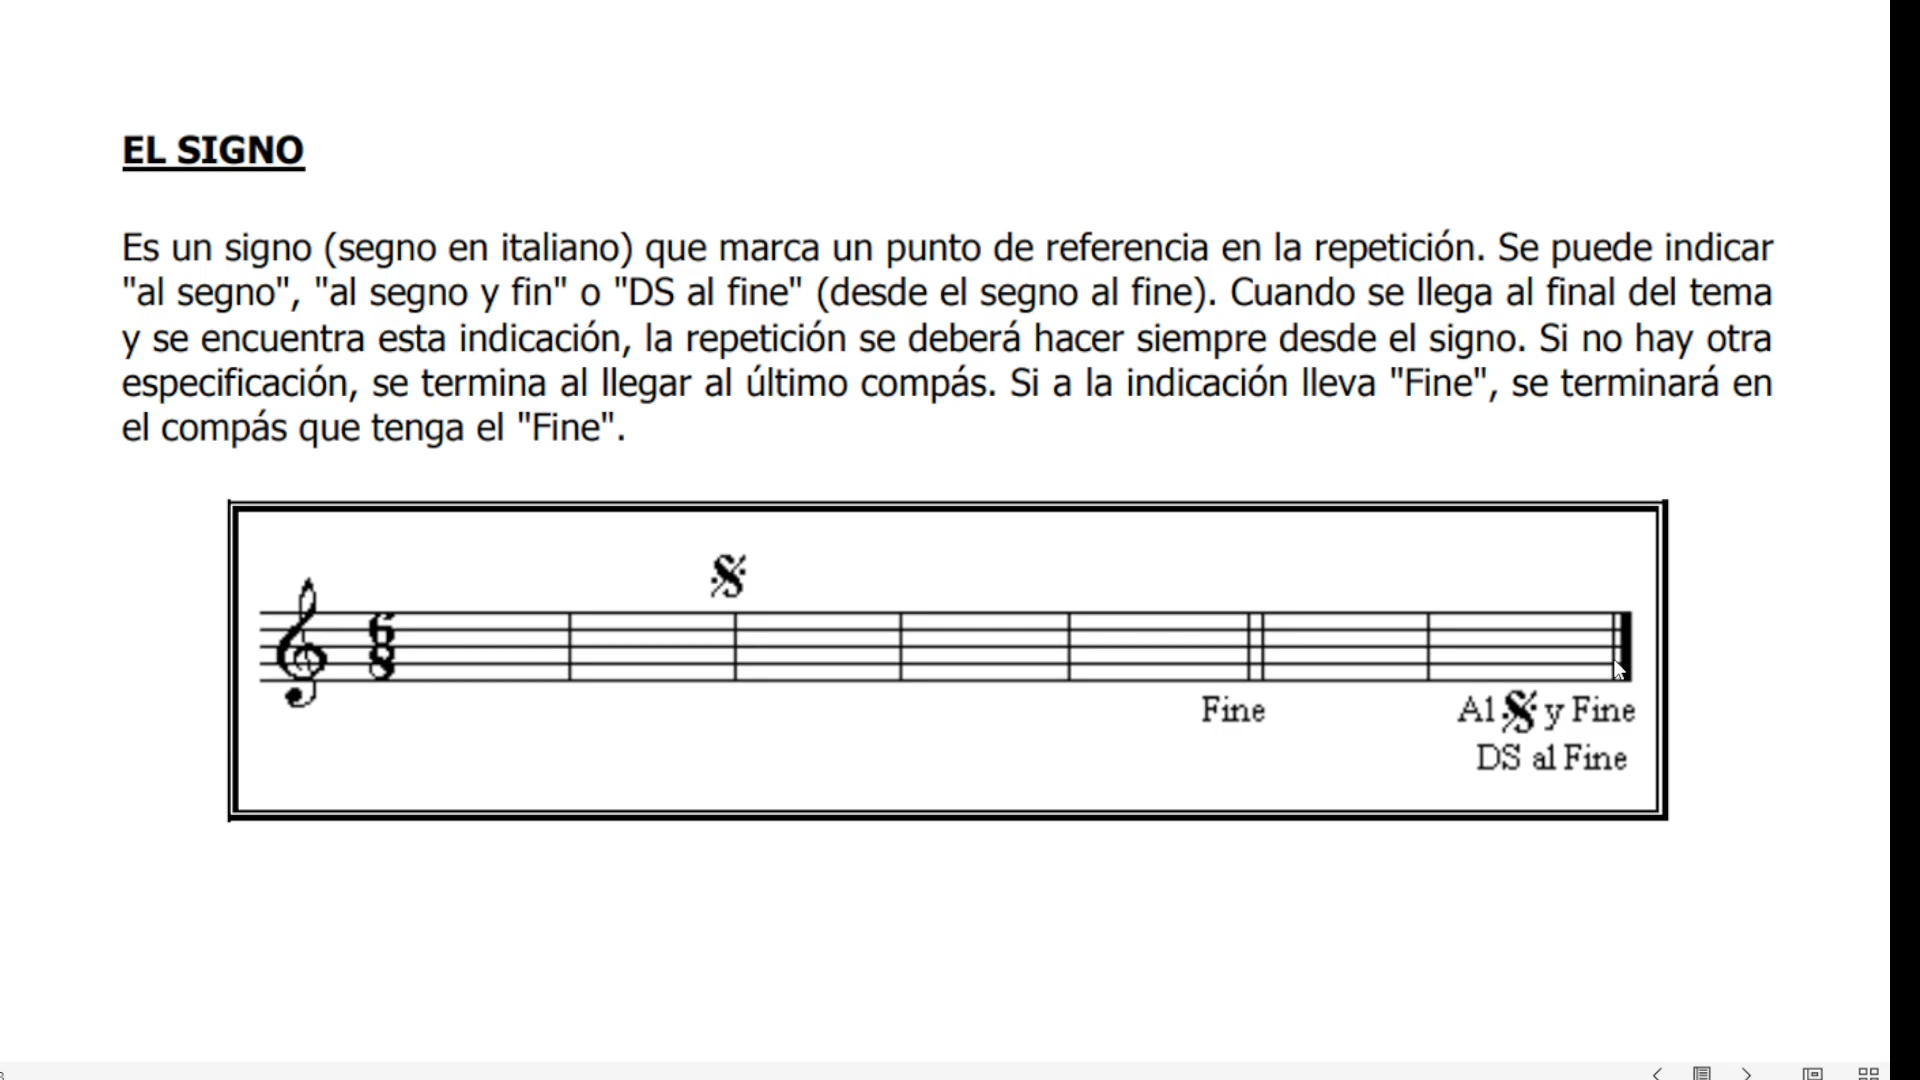 EL SIGNO
Es un signo (segno en italiano) que marca un punto de referencia en la repetición. Se puede indicar
"al segno", "al segno y fin" o "DS al fine" (desde el segno al fine). Cuando se llega al final del tema
y se encuentra esta indicación, la repetición se deberá hacer siempre desde el signo. Si no hay otra
especificación, se termina al llegar al último compás. Si a la indicación lleva "Fine", se terminará en
el compás que tenga el "Fine".
6
8
Fine
Al 𝄋 y Fine
DS al Fine